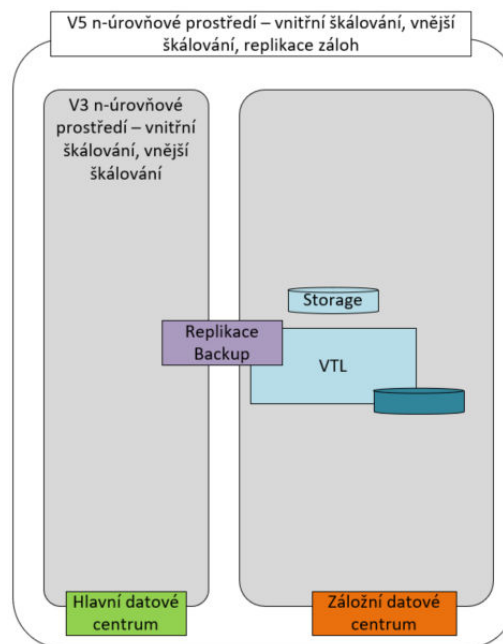 V5 n-úrovňové prostředí – vnitřní škálování, vnější
škálování, replikace záloh
V3 n-úrovňové
prostředí – vnitřní
škálování, vnější
škálování
Storage
Replikace
Backup
VTL
Hlavní datové
centrum
Záložní datové
centrum